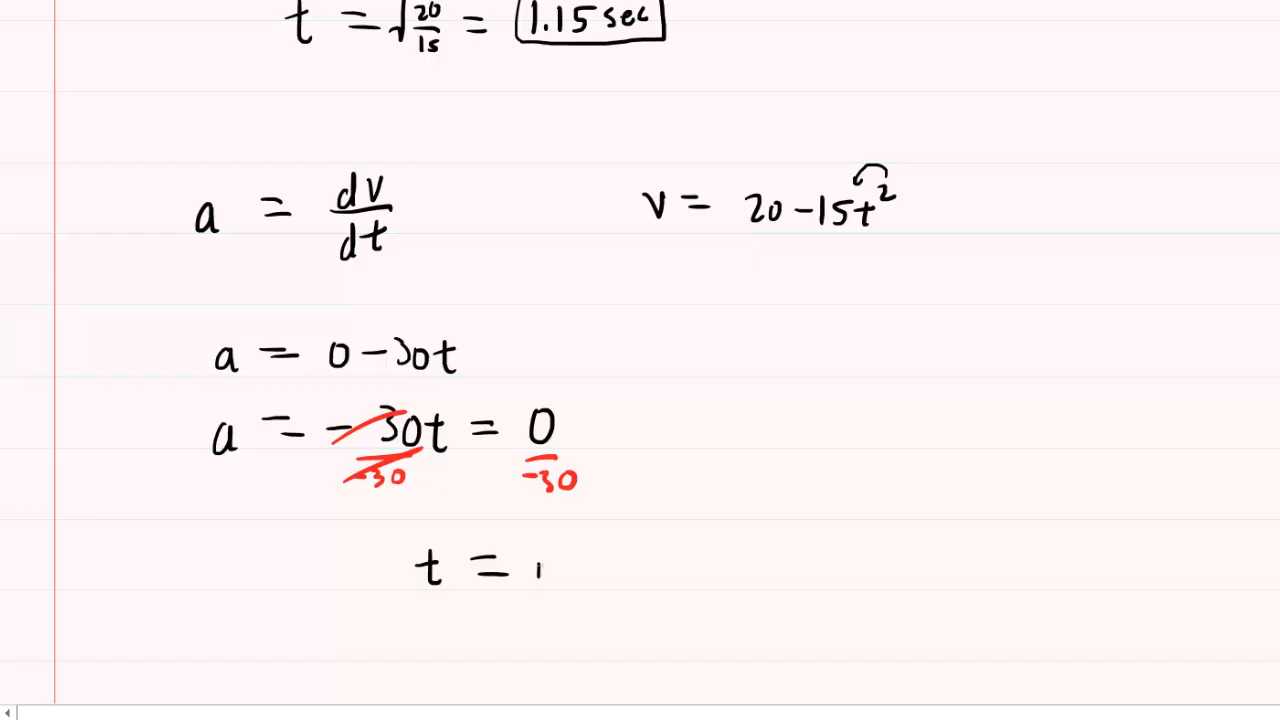 t = √20/15 = 1.15 sec
a = dv/dt
v = 20 - 15t²
a = 0 - 30t
a = -30t = 0
-30 -30
t =